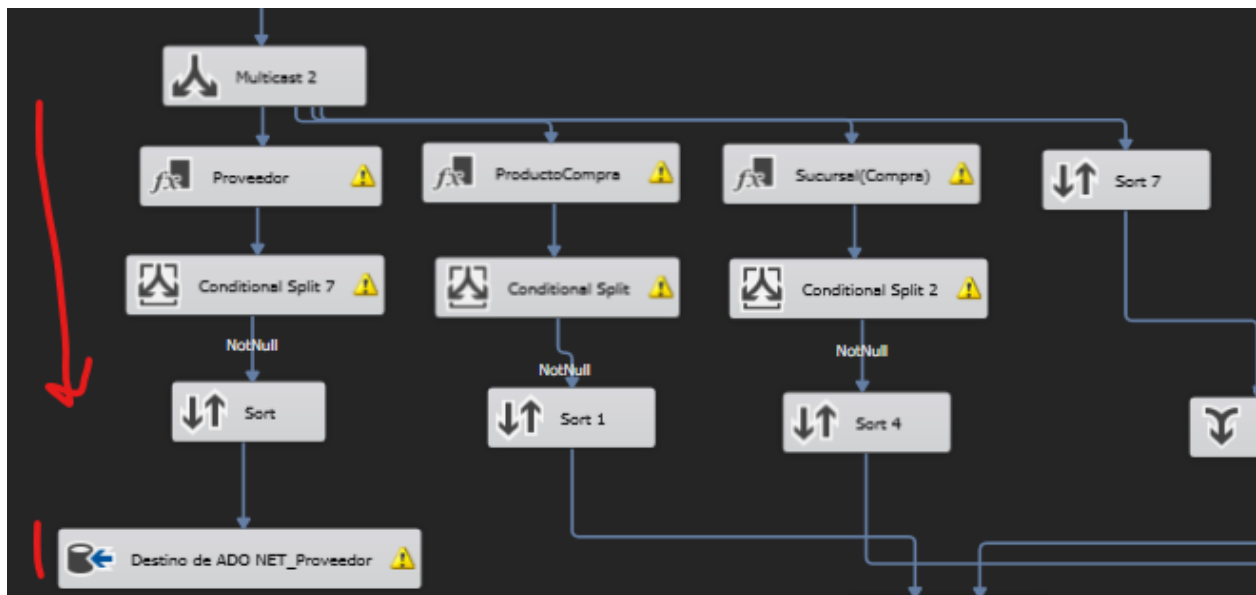 Multicast 2
Proveedor
ProductoCompra
Sucursal(Compra)
Sort 7
Conditional Split 7
Conditional Split
Conditional Split 2
NotNull
NotNull
NotNull
Sort
Sort 1
Sort 4
Destino de ADO NET_Proveedor